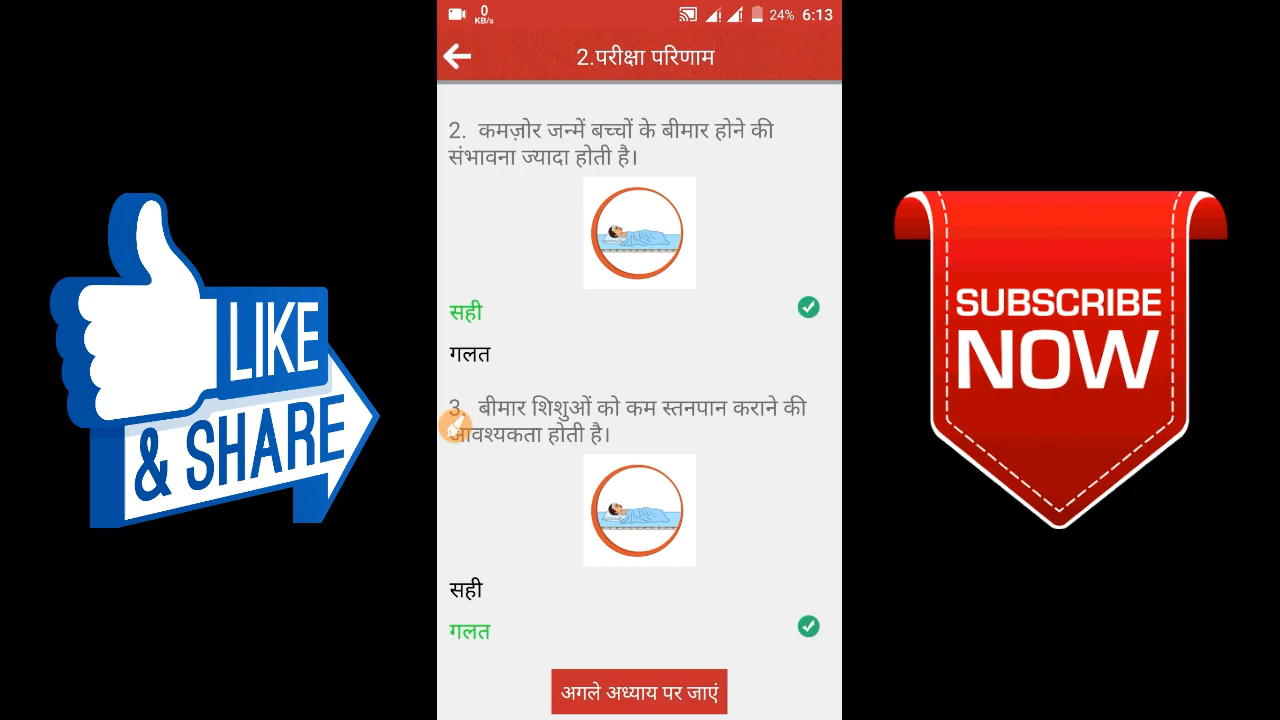 0
KB/s
24% 6:13
2.परीक्षा परिणाम
2. कमज़ोर जन्में बच्चों के बीमार होने की
संभावना ज्यादा होती है।
सही
गलत
3. बीमार शिशुओं को कम स्तनपान कराने की
आवश्यकता होती है।
सही
गलत
अगले अध्याय पर जाएं
LIKE
& SHARE
SUBSCRIBE
NOW